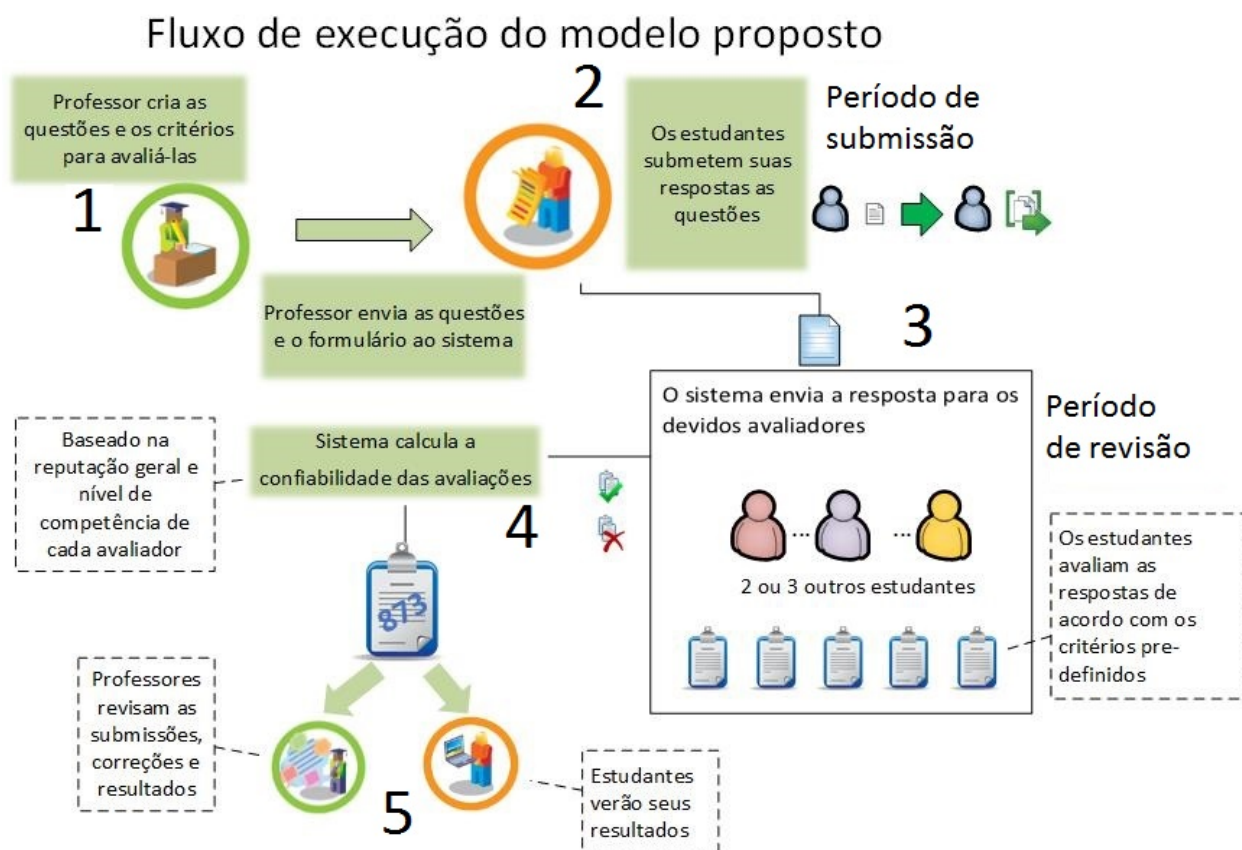 Fluxo de execução do modelo proposto
Professor cria as
questões e os critérios
para avaliá-las
1
2
Os estudantes
submetem suas
respostas as
questões
Período de
submissão
Professor envia as questões
e o formulário ao sistema
3
O sistema envia a resposta para os
devidos avaliadores
Período
de revisão
2 ou 3 outros estudantes
Os estudantes
avaliam as
respostas de
acordo com os
critérios pre-
definidos
Sistema calcula a
confiabilidade das avaliações
4
Baseado na
reputação geral e
nível de
competência de
cada avaliador
873
Professores
revisam as
submissões,
correções e
resultados
5
Estudantes
verão seus
resultados